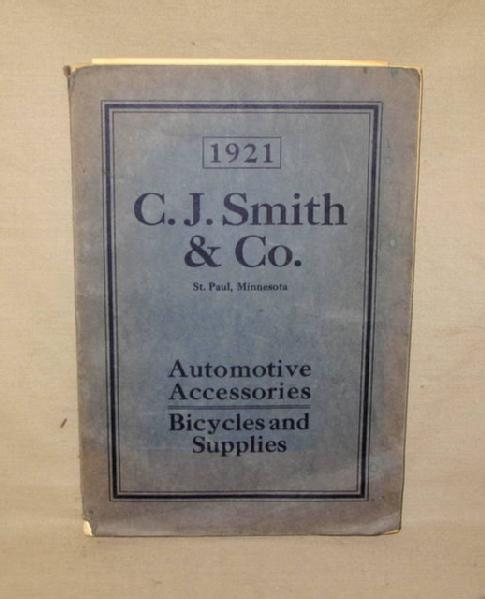 1921
C. J. Smith
& Co.
St. Paul, Minnesota
Automotive
Accessories
Bicycles and
Supplies